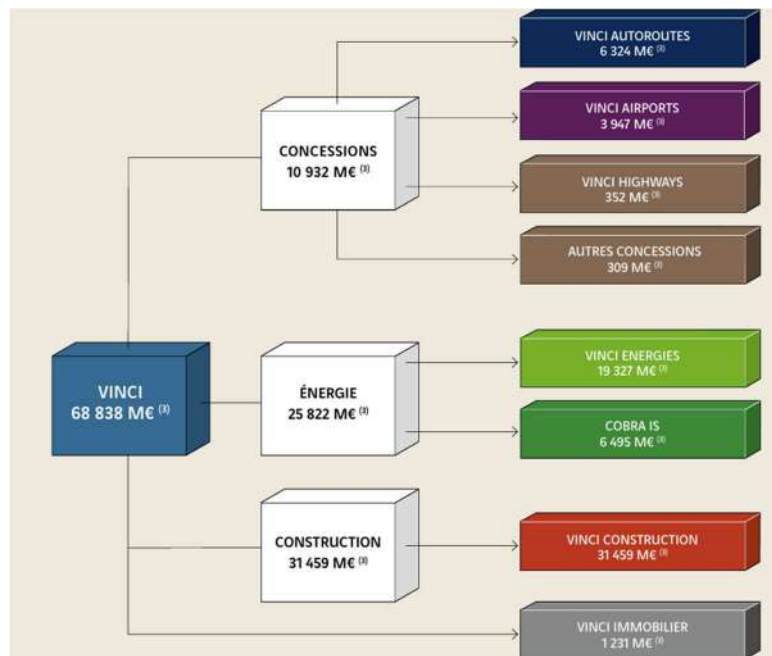 VINCI AUTOROUTES
6 324 M€ (3)
VINCI AIRPORTS
3 947 M€ (3)
CONCESSIONS
10 932 M€ (3)
VINCI HIGHWAYS
352 M€ (3)
AUTRES CONCESSIONS
309 M€ (3)
VINCI
68 838 M€ (3)
ÉNERGIE
25 822 M€ (3)
VINCI ENERGIES
19 327 M€ (3)
COBRA IS
6 495 M€ (3)
CONSTRUCTION
31 459 M€ (3)
VINCI CONSTRUCTION
31 459 M€ (3)
VINCI IMMOBILIER
1 231 M€ (3)